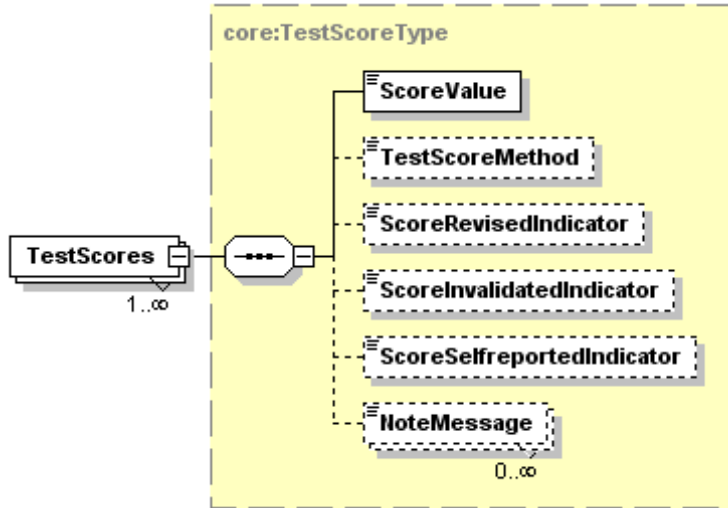 core:TestScoreType
ScoreValue
TestScoreMethod
ScoreRevisedIndicator
TestScores
1..∞
ScoreInvalidatedIndicator
ScoreSelfreportedIndicator
NoteMessage
0..∞